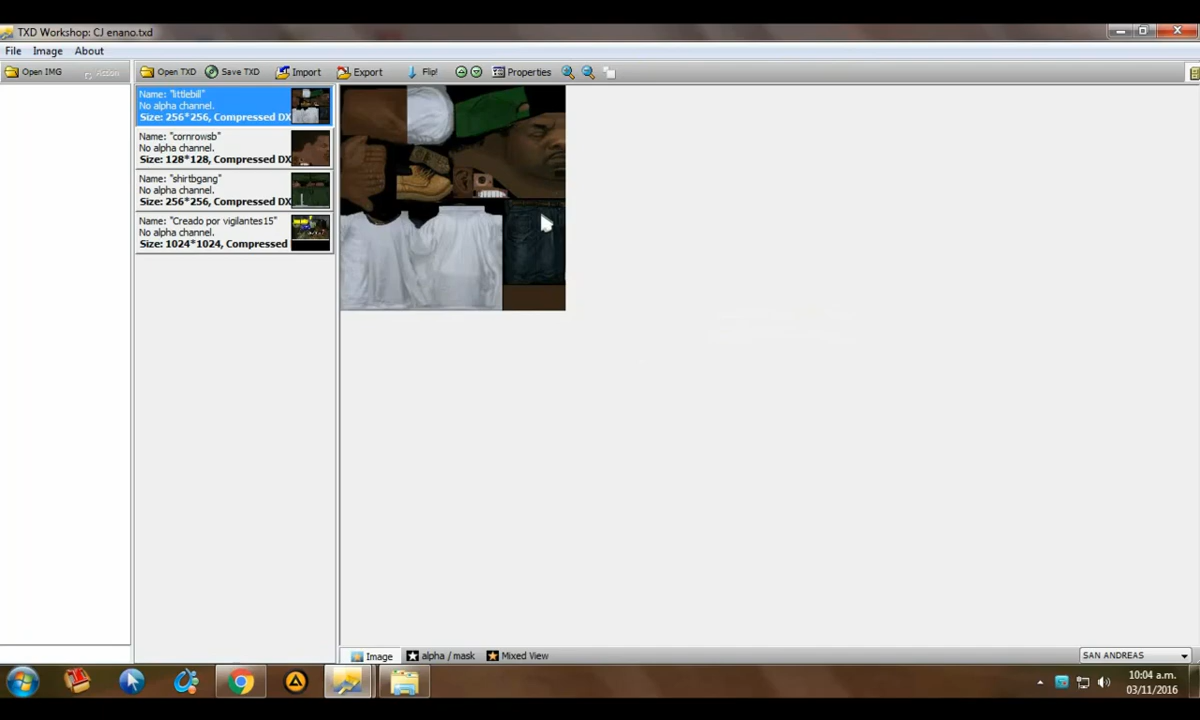 TXD Workshop: CJ enano.txd
File Image About
Open IMG Action Open TXD Save TXD Import Export Flip! Properties
Name: "littlebill"
No alpha channel.
Size: 256*256, Compressed DX
Name: "cornrowsb"
No alpha channel.
Size: 128*128, Compressed DX
Name: "shirtbgang"
No alpha channel.
Size: 256*256, Compressed DX
Name: "Creado por vigilantes15"
No alpha channel.
Size: 1024*1024, Compressed
Image alpha / mask Mixed View SAN ANDREAS
10:04 a.m.
03/11/2016